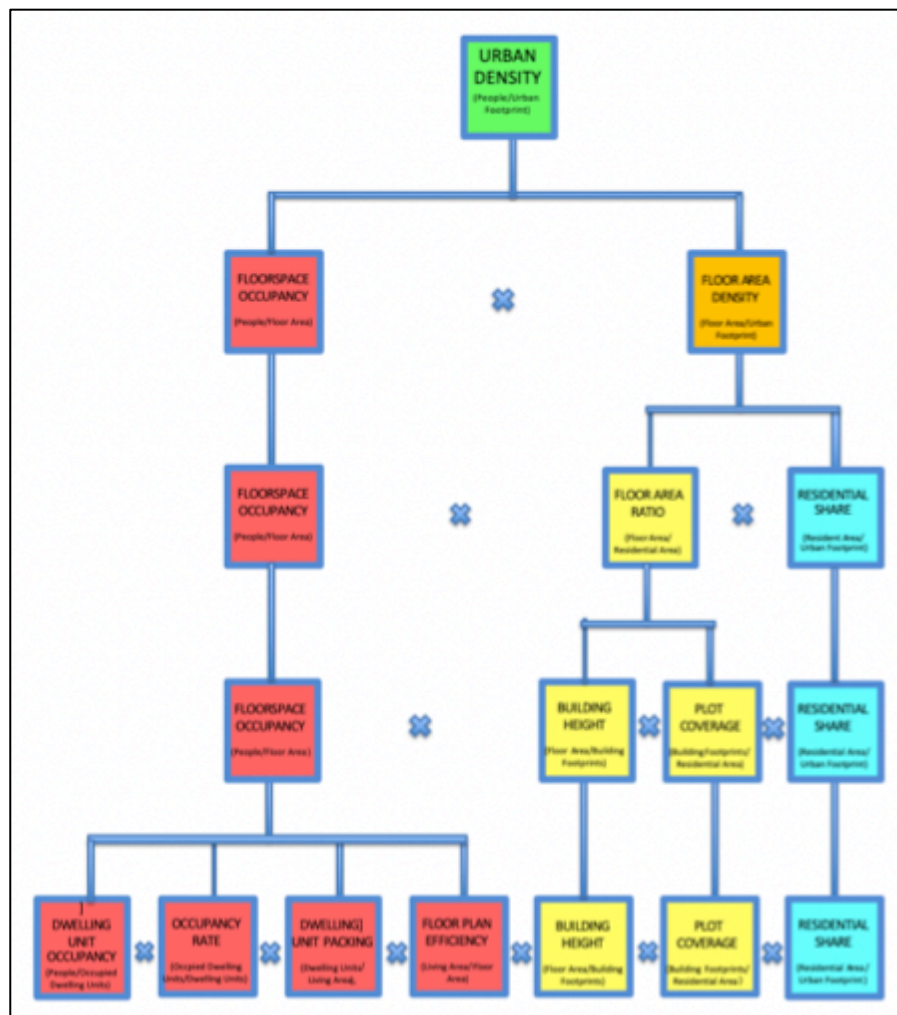 URBAN
DENSITY
(People/Urban
Footprint)
FLOORSPACE
OCCUPANCY
(People/Floor Area)
FLOOR AREA
DENSITY
(Floor Area/Urban
Footprint)
FLOORSPACE
OCCUPANCY
(People/Floor Area)
FLOOR AREA
RATIO
(Floor Area/
Residential Area)
RESIDENTIAL
SHARE
(Resident Area/
Urban Footprint)
FLOORSPACE
OCCUPANCY
(People/Floor Area)
BUILDING
HEIGHT
(Floor Area/Building
Footprints)
PLOT
COVERAGE
(BuildingFootprints/
Residential Area)
RESIDENTIAL
SHARE
(Residential Area/
Urban Footprint)
]
DWELLING
UNIT
OCCUPANCY
(People/Occupied
Dwelling Units)
OCCUPANCY
RATE
(Occpied Dwelling
Units/Dwelling Units)
DWELLING]
UNIT PACKING
(Dwelling Units/
Living Area),
FLOOR PLAN
EFFICIENCY
(Living Area/Floor
Area)
BUILDING
HEIGHT
(Floor Area/Building
Footprints)
PLOT
COVERAGE
(Building Footprints/
Residential Area)
RESIDENTIAL
SHARE
(Residential Area/
Urban Footprint)